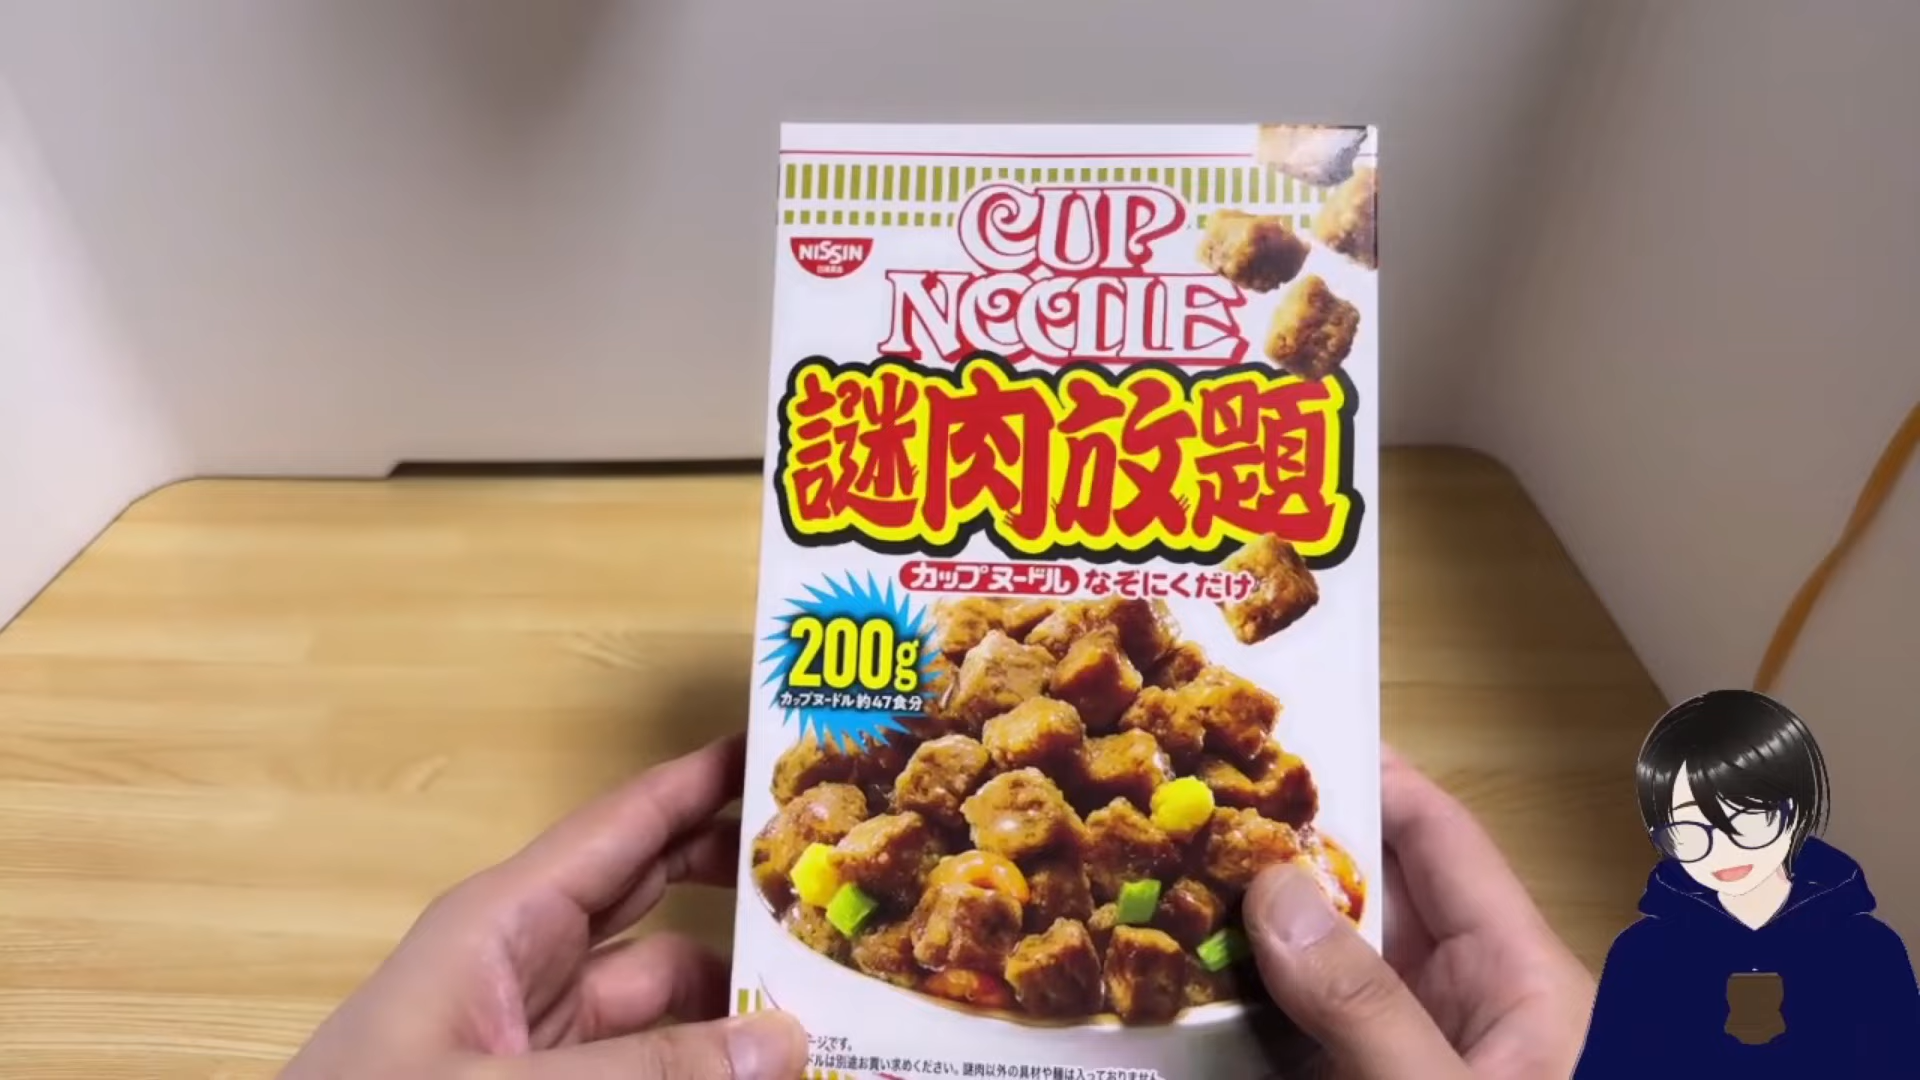 CUP
NOODLE
NISSIN
謎肉放題
カップヌードル なぞにくだけ
200g
カップヌードル約47食分
ージです。
ドルは別途お買い求めください。謎肉以外の具材や麺は入っておりません